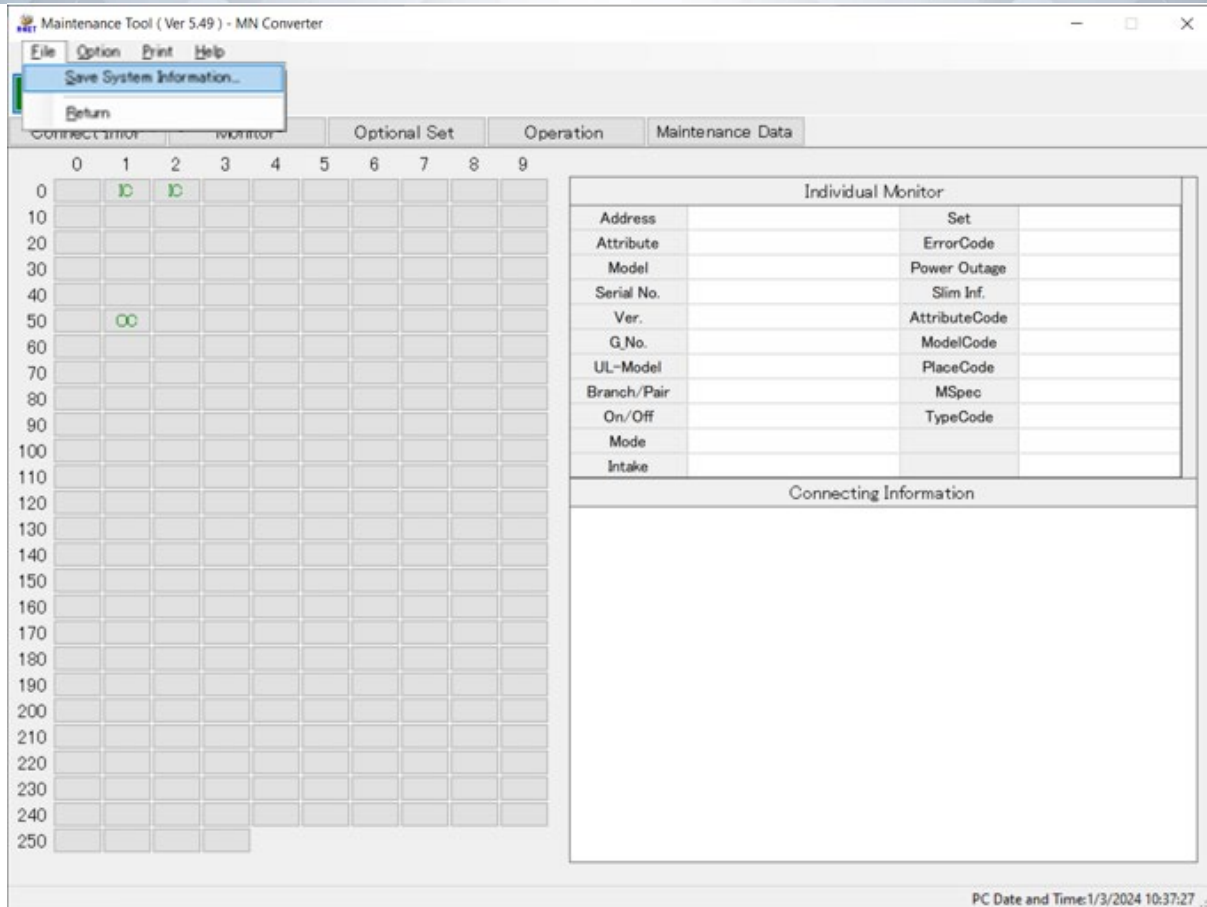 Maintenance Tool ( Ver 5.49 ) - MN Converter
File Option Print Help
Save System Information...
Return
Monitor Optional Set Operation Maintenance Data
0 1 2 3 4 5 6 7 8 9
0 IC IC
10
20
30
40
50 OC
60
70
80
90
100
110
120
130
140
150
160
170
180
190
200
210
220
230
240
250
Individual Monitor
Address Set
Attribute ErrorCode
Model Power Outage
Serial No. Slim Inf.
Ver. AttributeCode
G_No. ModelCode
UL-Model PlaceCode
Branch/Pair MSpec
On/Off TypeCode
Mode
Intake
Connecting Information
PC Date and Time:1/3/2024 10:37:27